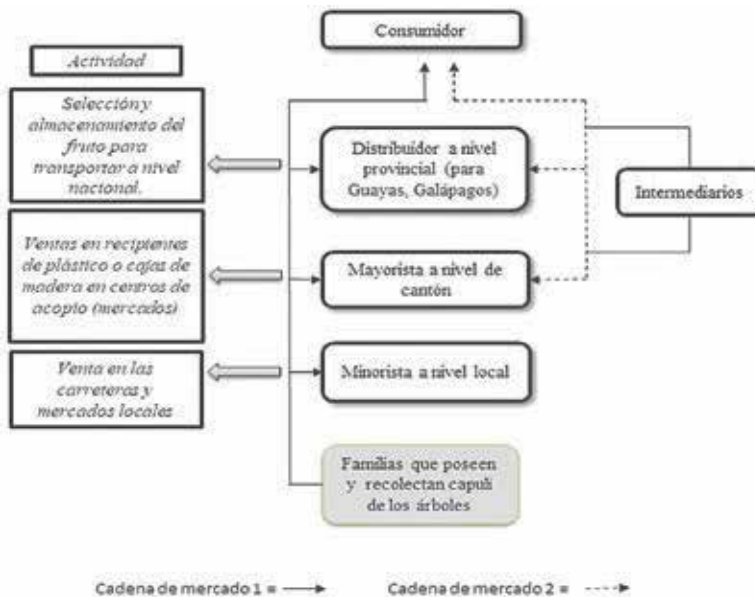 Consumidor
Actividad
Selección y
almacenamiento del
fruto para
transportar a nivel
nacional.
Distribuidor a nivel
provincial (para
Guayas, Galápagos)
Intermediarios
Ventas en recipientes
de plástico o cajas de
madera en centros de
acopio (mercados)
Mayorista a nivel de
cantón
Venta en las
carreteras y
mercados locales
Minorista a nivel local
Familias que poseen
y recolectan capulí
de los árboles
Cadena de mercado 1 =
Cadena de mercado 2 =